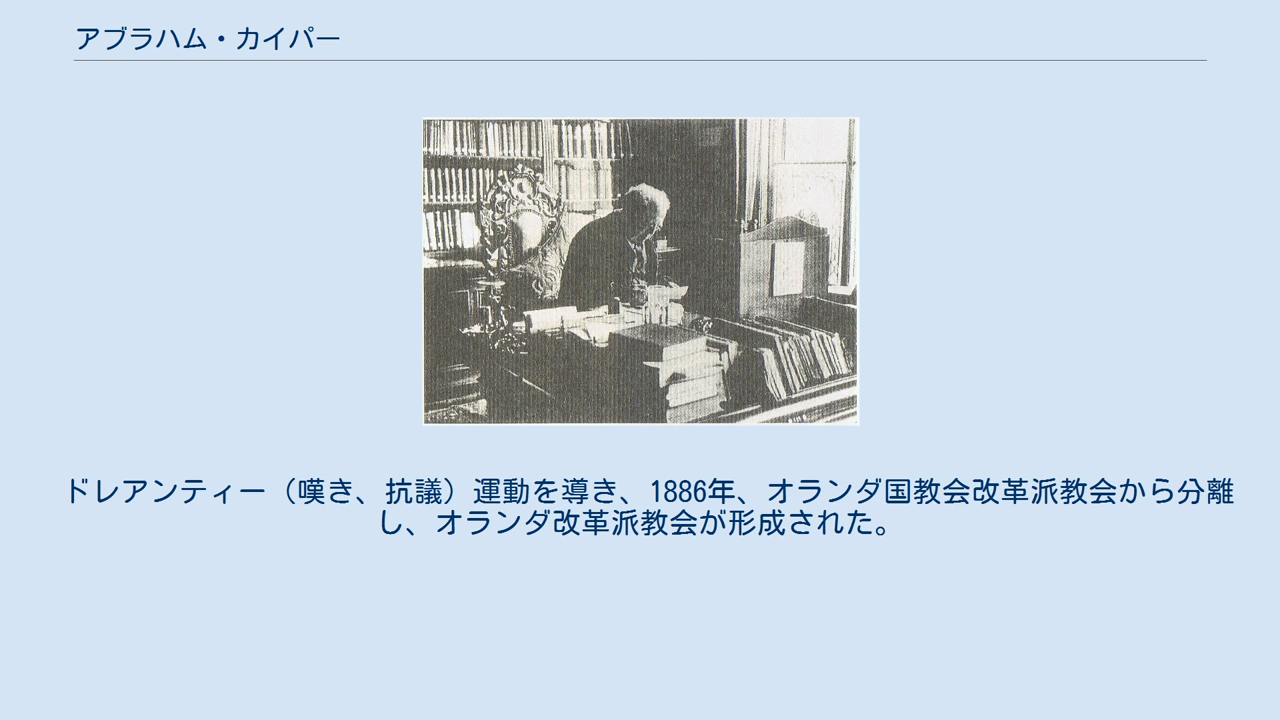 アブラハム・カイパー
ドレアンティー（嘆き、抗議）運動を導き、1886年、オランダ国教会改革派教会から分離
し、オランダ改革派教会が形成された。